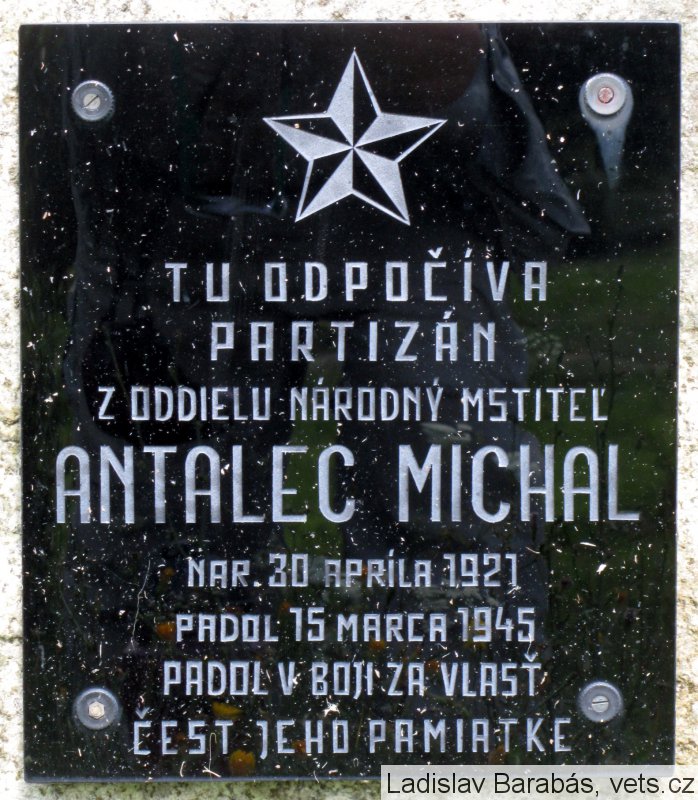 TU ODPOČÍVA
PARTIZÁN
Z ODDIELU NÁRODNÝ MSTITEĽ
ANTALEC MICHAL
NAR. 30 APRÍLA 1921
PADOL 15 MARCA 1945
PADOL V BOJI ZA VLASŤ
ČEST JEHO PAMIATKE
Ladislav Barabás, vets.cz